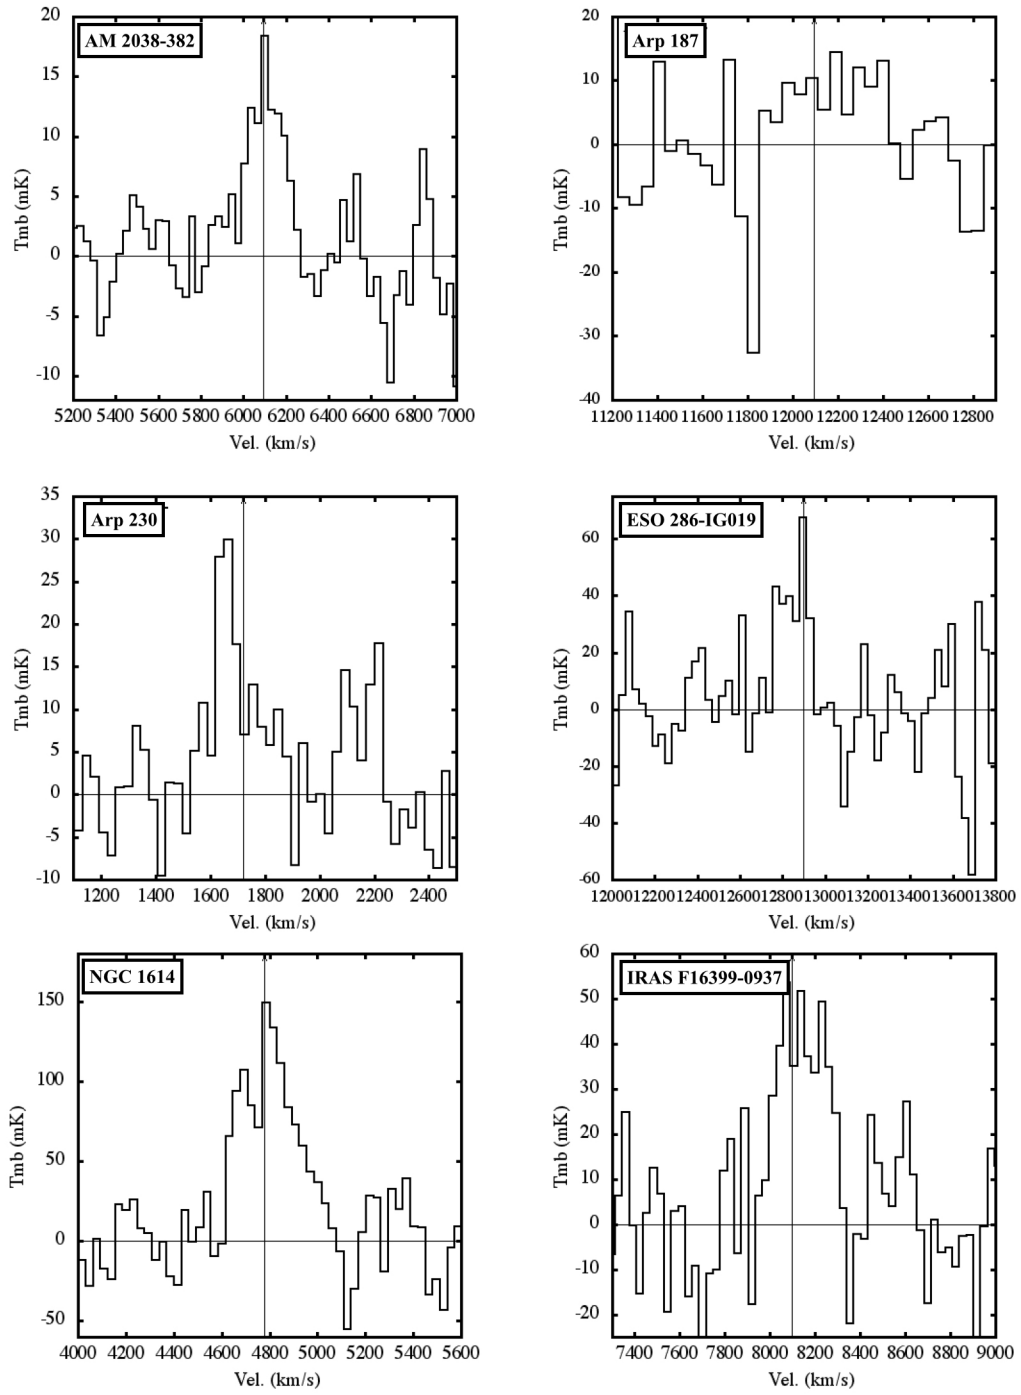 AM 2038-382
20
15
10
5
0
-5
-10
Tmb (mK)
5200 5400 5600 5800 6000 6200 6400 6600 6800 7000
Vel. (km/s)
Arp 187
20
10
0
-10
-20
-30
-40
Tmb (mK)
11200 11400 11600 11800 12000 12200 12400 12600 12800
Vel. (km/s)
Arp 230
35
30
25
20
15
10
5
0
-5
-10
Tmb (mK)
1200 1400 1600 1800 2000 2200 2400
Vel. (km/s)
ESO 286-IG019
60
40
20
0
-20
-40
-60
Tmb (mK)
12000 12200 12400 12600 12800 13000 13200 13400 13600 13800
Vel. (km/s)
NGC 1614
150
100
50
0
-50
Tmb (mK)
4000 4200 4400 4600 4800 5000 5200 5400 5600
Vel. (km/s)
IRAS F16399-0937
60
50
40
30
20
10
0
-10
-20
Tmb (mK)
7400 7600 7800 8000 8200 8400 8600 8800 9000
Vel. (km/s)